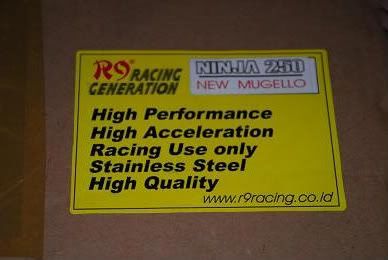 R9 RACING
GENERATION
NINJA 250
NEW MUGELLO
High Performance
High Acceleration
Racing Use only
Stainless Steel
High Quality
www.r9racing.co.id